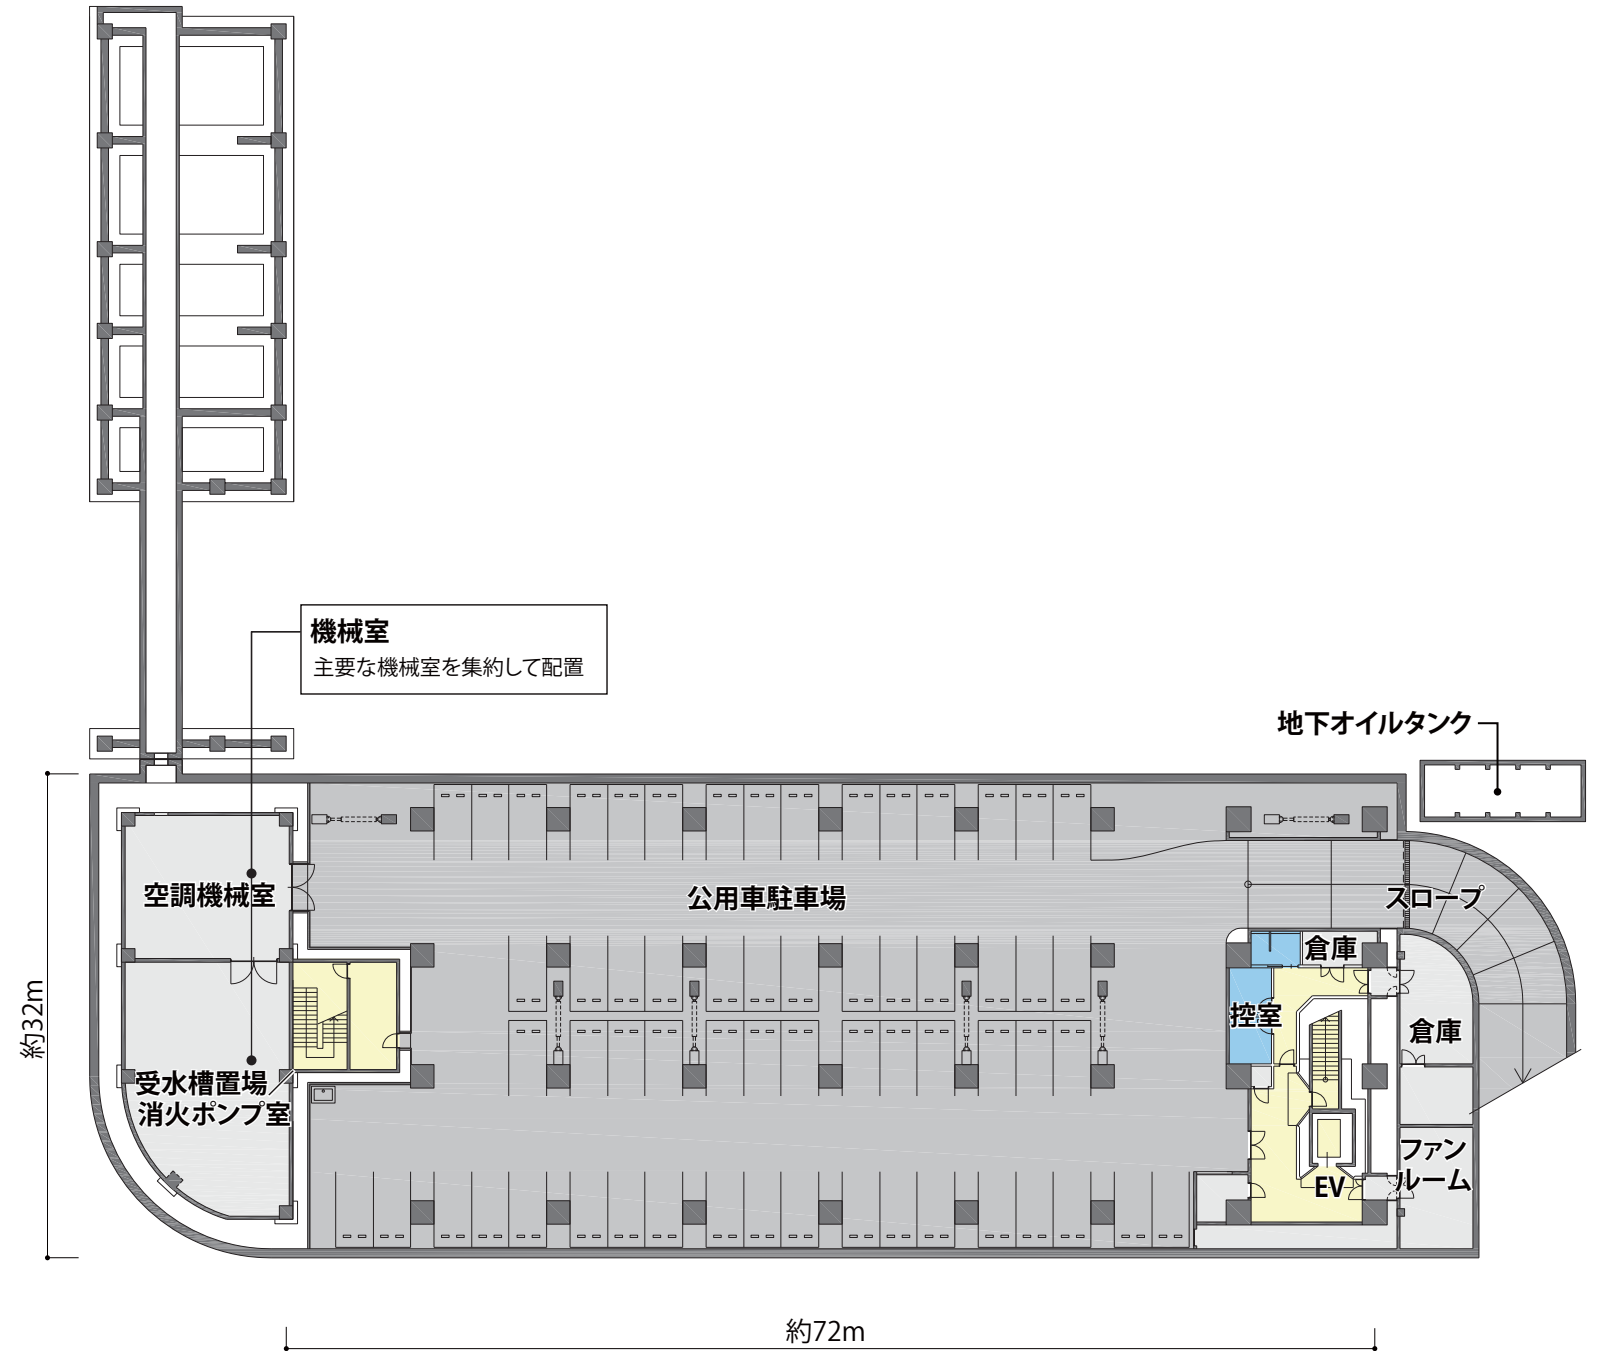 機械室
主要な機械室を集約して配置
地下オイルタンク
空調機械室
公用車駐車場
スロープ
倉庫
控室
倉庫
約32m
受水槽置場
消火ポンプ室
ファン
ルーム
EV
約72m